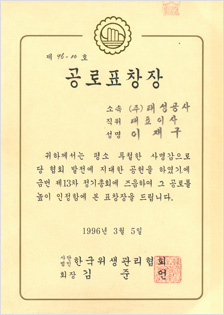 제 96-10 호
공로표창장
소속 (주) 태성공사
직위 대표이사
성명 이재구
귀하께서는 평소 투철한 사명감으로
당 협회 발전에 지대한 공헌을 하였기에
금번 제13차 정기총회에 즈음하여 그 공로를
높이 인정함에 본 표창장을 드립니다.
1996년 3월 5일
사단법인 한국위생관리협회
회장 김준언